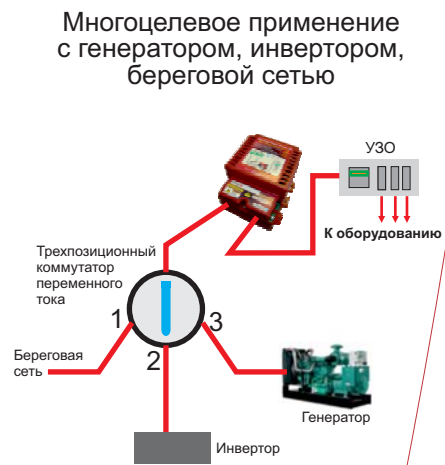 Многоцелевое применение
с генератором, инвертором,
береговой сетью
УЗО
К оборудованию
Трехпозиционный
коммутатор
переменного
тока
1
3
2
Береговая
сеть
Генератор
Инвертор